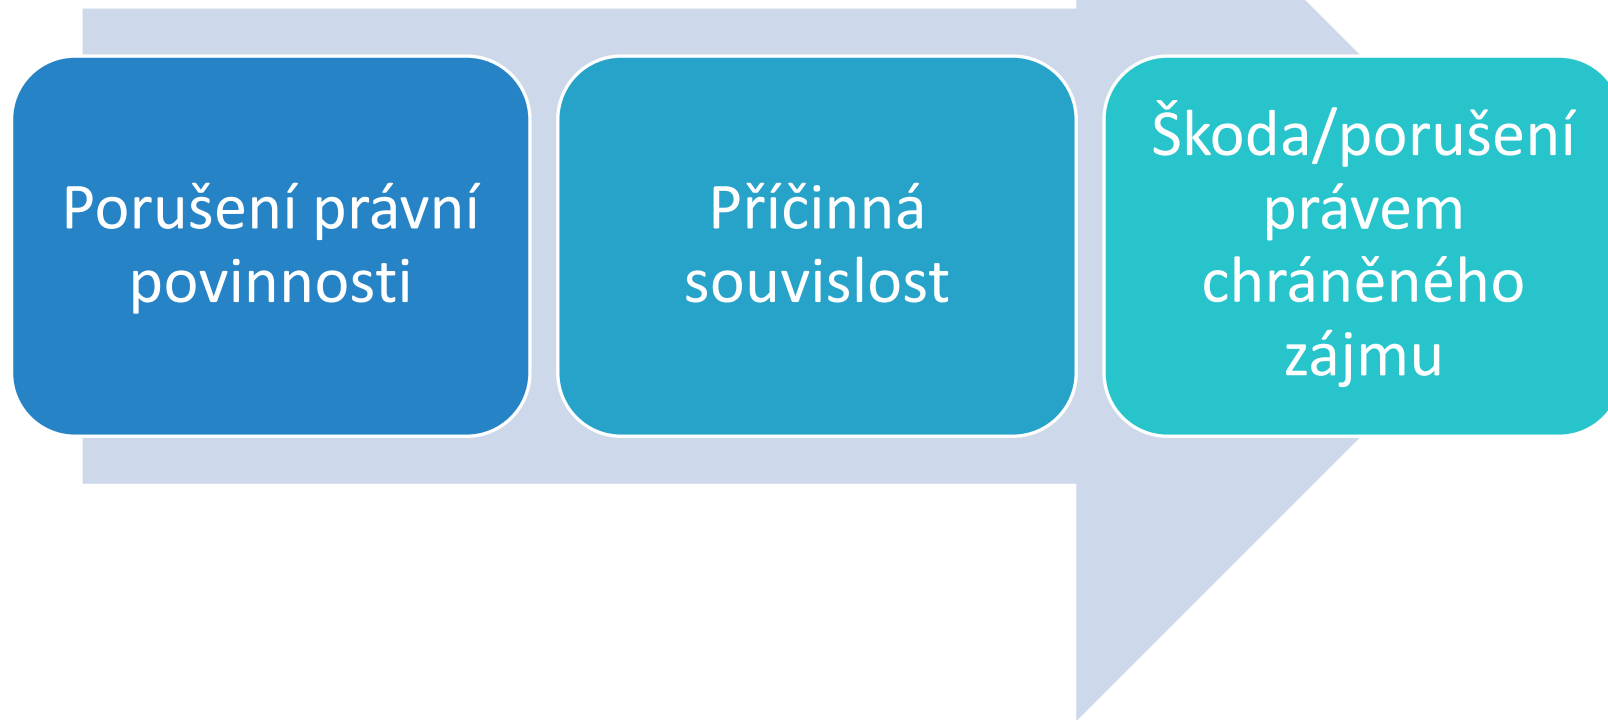 Porušení právní
povinnosti
Příčinná
souvislost
Škoda/porušení
právem
chráněného
zájmu